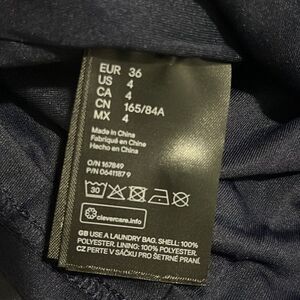 EUR 36
US 4
CA 4
CN 165/84A
MX 4
Made in China
Fabriqué en Chine
Hecho en China
O/N 167849
P/N 0641187 9
30
clevercare.info
GB USE A LAUNDRY BAG. SHELL: 100%
POLYESTER. LINING: 100% POLYESTER
CZ PERTE V SÁČKU PRO ŠETRNÉ PRANÍ.